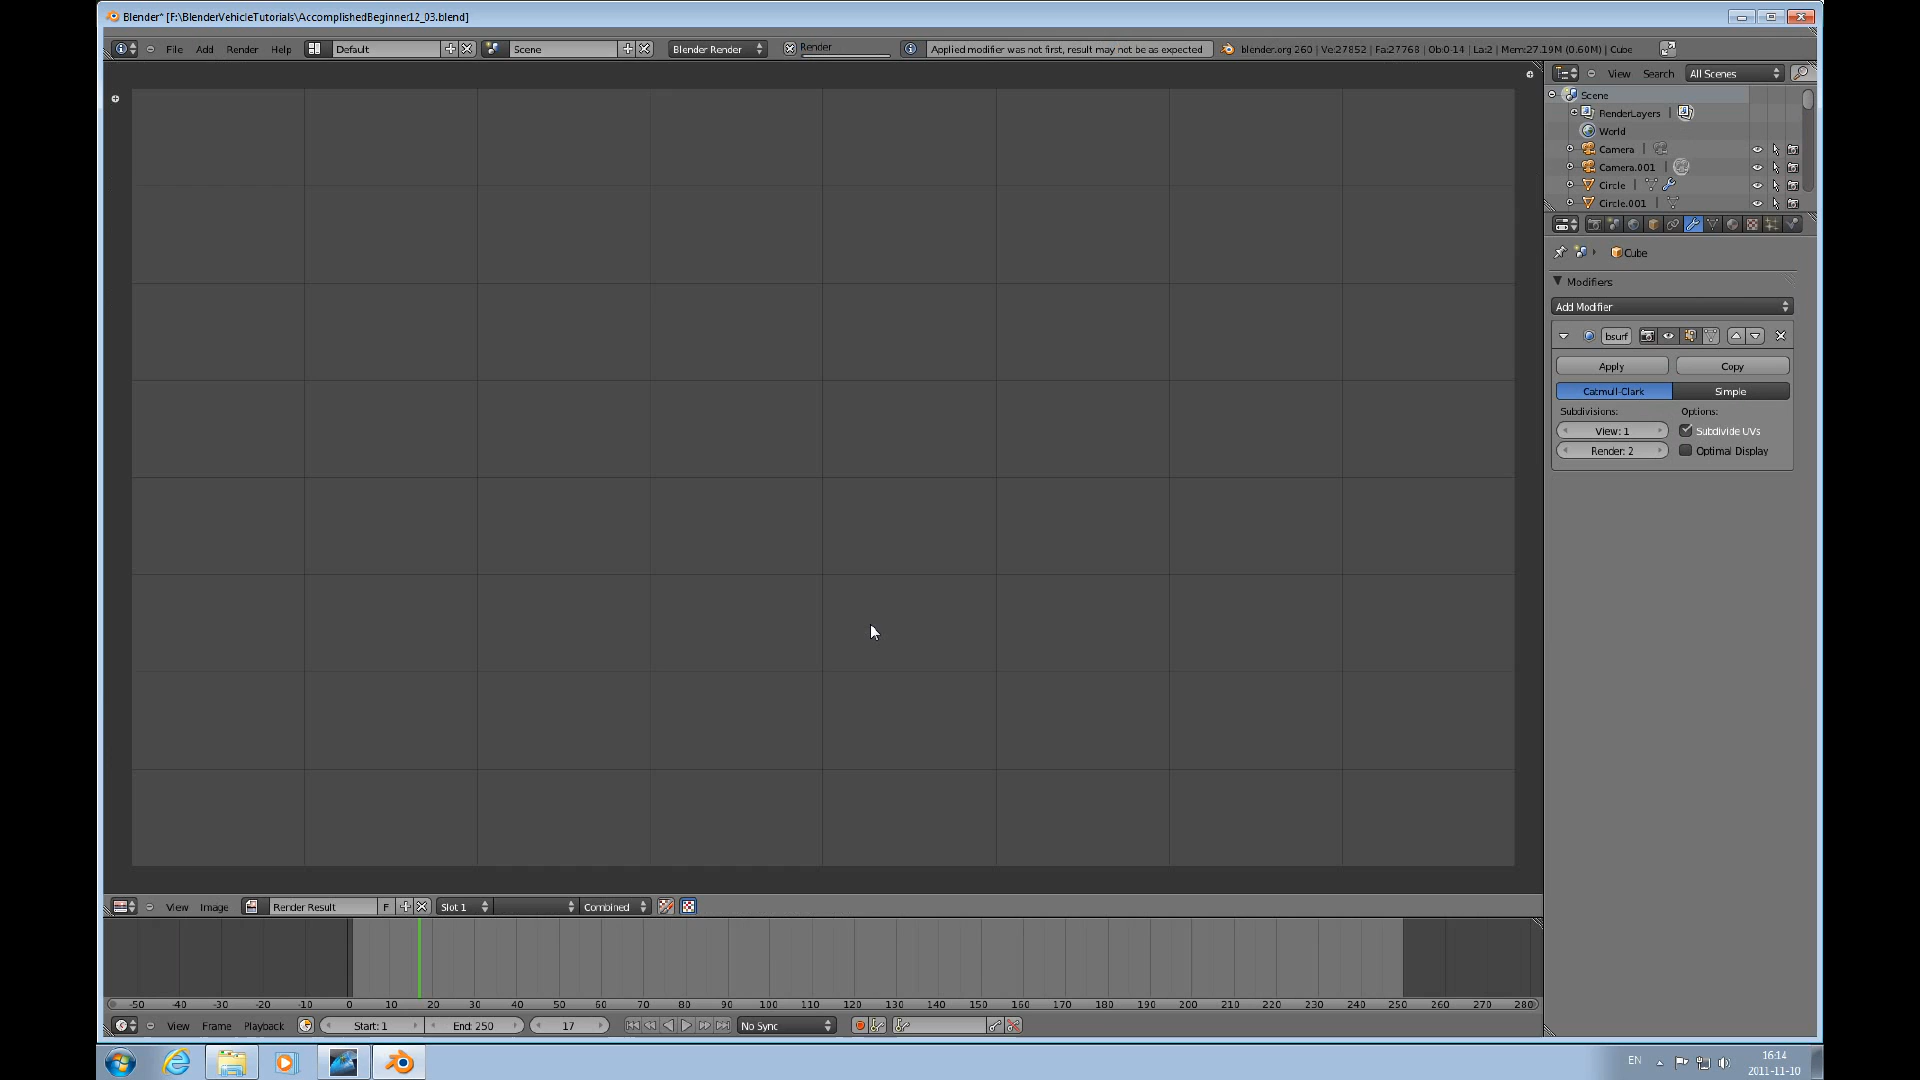 Blender* [F:\BlenderVehicleTutorials\AccomplishedBeginner12_03.blend]
File Add Render Help Default Scene Blender Render Render Applied modifier was not first, result may not be as expected blender.org 260 | Ve:27852 | Fa:27768 | Ob:0-14 | La:2 | Mem:27.19M (0.60M) | Cube
View Search All Scenes
Scene
RenderLayers
World
Camera
Camera.001
Circle
Circle.001
Cube
Modifiers
Add Modifier
bsurf
Apply Copy
Catmull-Clark Simple
Subdivisions: Options:
View: 1 Subdivide UVs
Render: 2 Optimal Display
View Image Render Result F Slot 1 Combined
-50 -40 -30 -20 -10 0 10 20 30 40 50 60 70 80 90 100 110 120 130 140 150 160 170 180 190 200 210 220 230 240 250 260 270 280
View Frame Playback Start: 1 End: 250 17 No Sync
EN 16:14
2011-11-10